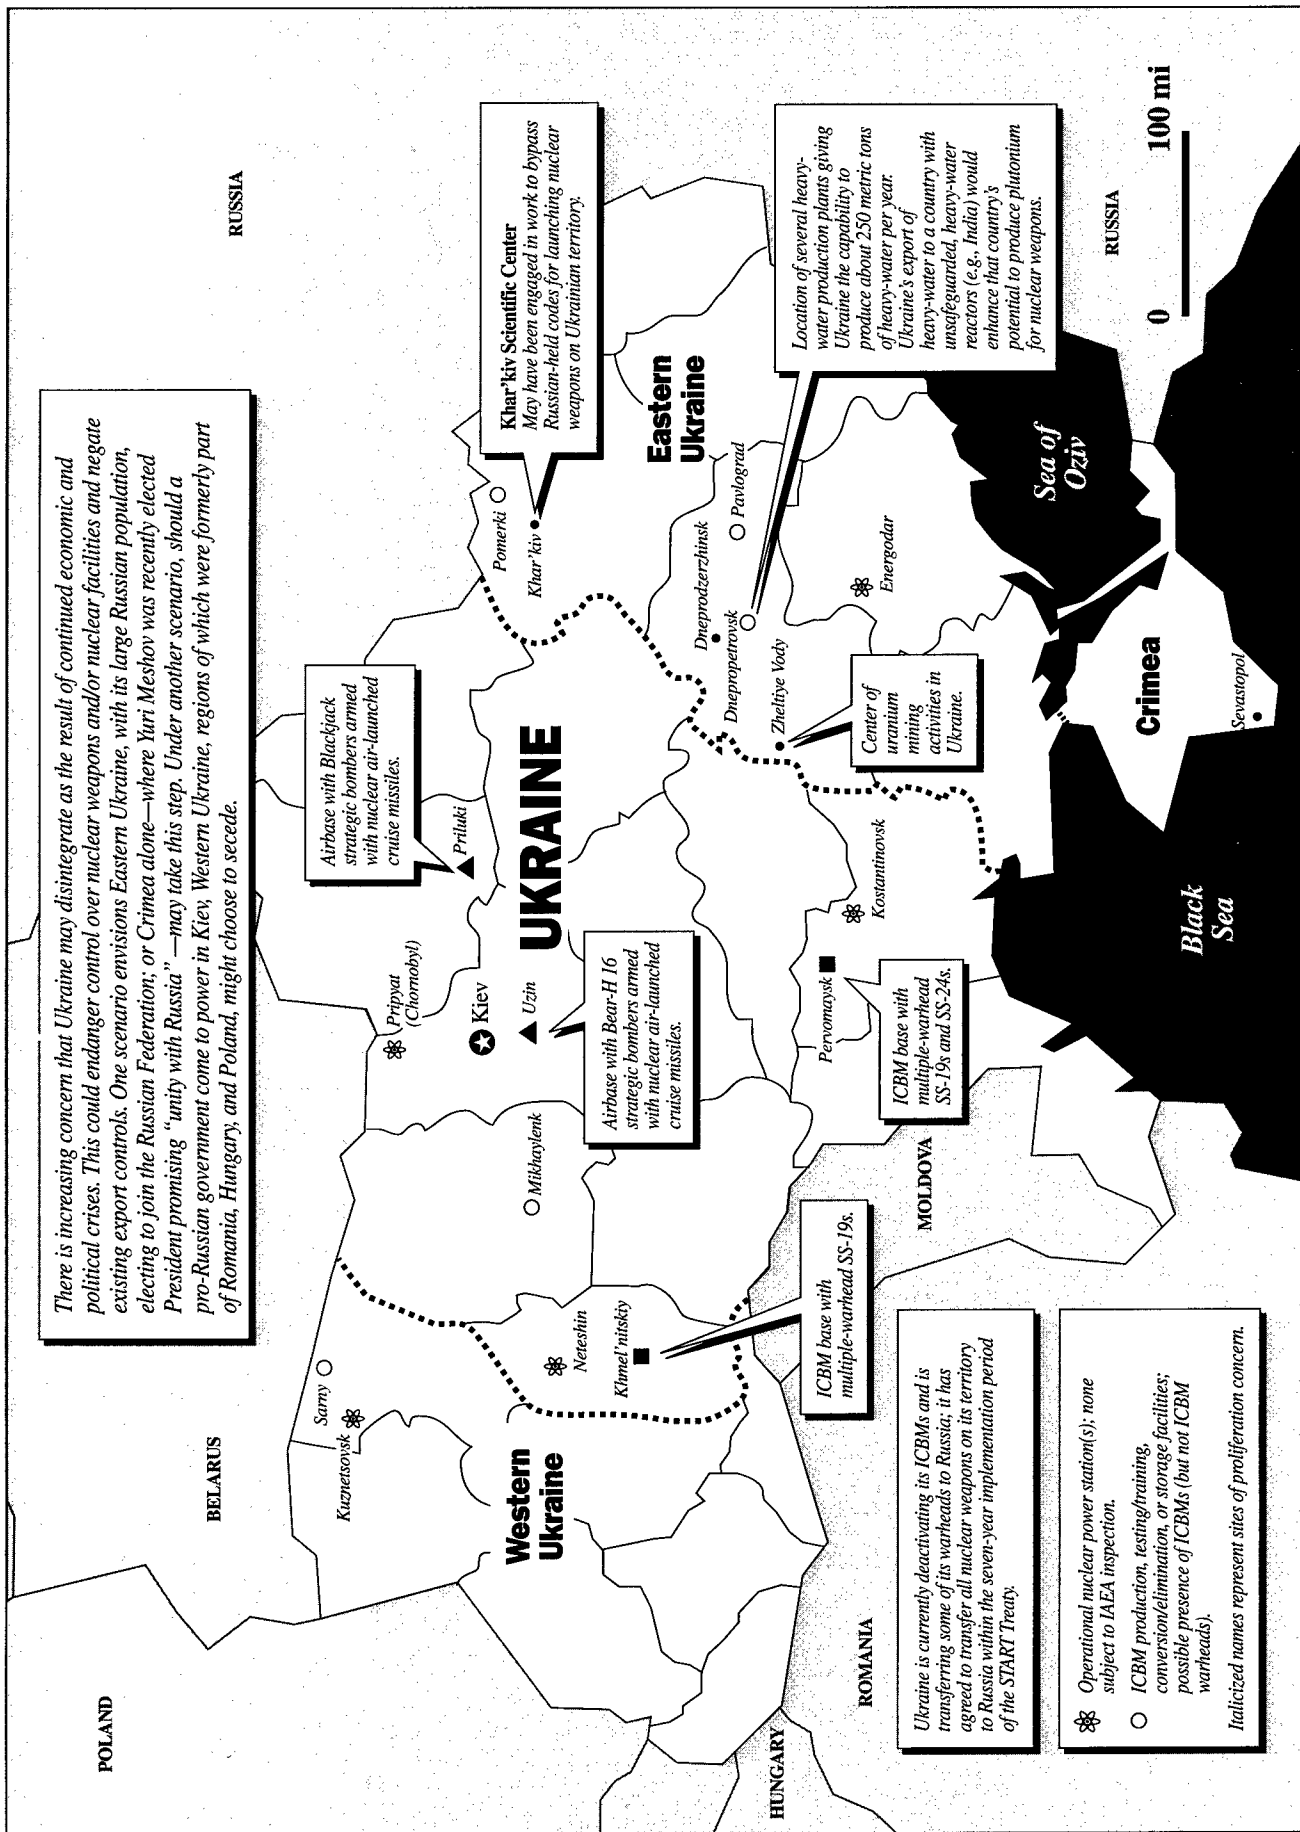 There is increasing concern that Ukraine may disintegrate as the result of continued economic and
political crises. This could endanger control over nuclear weapons and/or nuclear facilities and negate
existing export controls. One scenario envisions Eastern Ukraine, with its large Russian population,
electing to join the Russian Federation; or Crimea alone—where Yuri Meshov was recently elected
President promising "unity with Russia" —may take this step. Under another scenario, should a
pro-Russian government come to power in Kiev, Western Ukraine, regions of which were formerly part
of Romania, Hungary, and Poland, might choose to secede.
POLAND
BELARUS
RUSSIA
Sarny
Kuznetsovsk
Pripyat
(Chornobyl)
Kiev
Uzin
Priluki
Airbase with Blackjack
strategic bombers armed
with nuclear air-launched
cruise missiles.
Pomerki
Khar'kiv
Khar'kiv Scientific Center
May have been engaged in work to bypass
Russian-held codes for launching nuclear
weapons on Ukrainian territory.
Western
Ukraine
Neteshin
Khmel'nitskiy
Mikhaylenk
UKRAINE
Airbase with Bear-H 16
strategic bombers armed
with nuclear air-launched
cruise missiles.
Eastern
Ukraine
Dneprodzerzhinsk
Pavlograd
Dnepropetrovsk
Zheltiye Vody
Location of several heavy-
water production plants giving
Ukraine the capability to
produce about 250 metric tons
of heavy-water per year.
Ukraine's export of
heavy-water to a country with
unsafeguarded, heavy-water
reactors (e.g., India) would
enhance that country's
potential to produce plutonium
for nuclear weapons.
ICBM base with
multiple-warhead SS-19s.
Pervomaysk
Kostantinovsk
Center of
uranium
mining
activities in
Ukraine.
Energodar
ICBM base with
multiple-warhead
SS-19s and SS-24s.
HUNGARY
ROMANIA
MOLDOVA
Sea of
Oziv
RUSSIA
Black
Sea
Crimea
Sevastopol
0 100 mi
Ukraine is currently deactivating its ICBMs and is
transferring some of its warheads to Russia; it has
agreed to transfer all nuclear weapons on its territory
to Russia within the seven-year implementation period
of the START Treaty.
Operational nuclear power station(s); none
subject to IAEA inspection.
ICBM production, testing/training,
conversion/elimination, or storage facilities;
possible presence of ICBMs (but not ICBM
warheads).
Italicized names represent sites of proliferation concern.